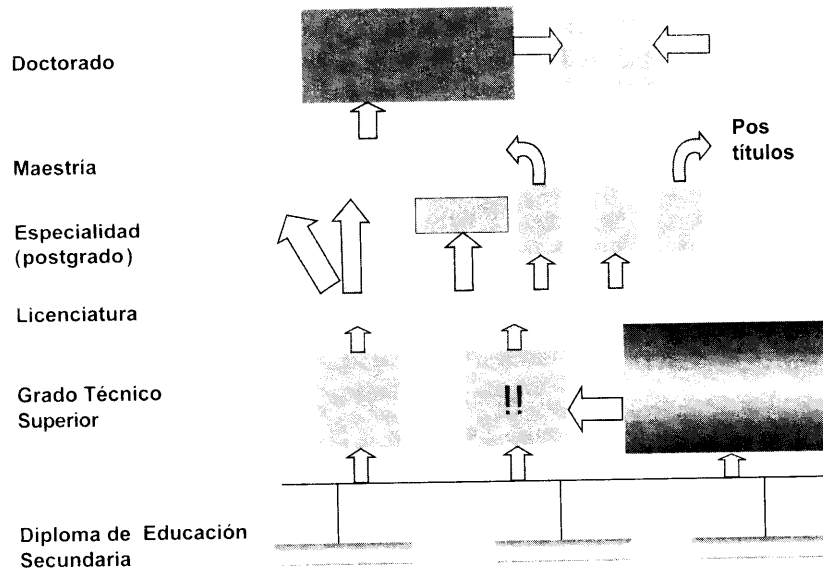 Doctorado
Pos
títulos
Maestría
Especialidad
(postgrado)
Licenciatura
Grado Técnico
Superior
!!
Diploma de Educación
Secundaria